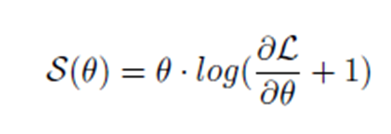 𝒮(θ) = θ · log(∂ℒ/∂θ + 1)